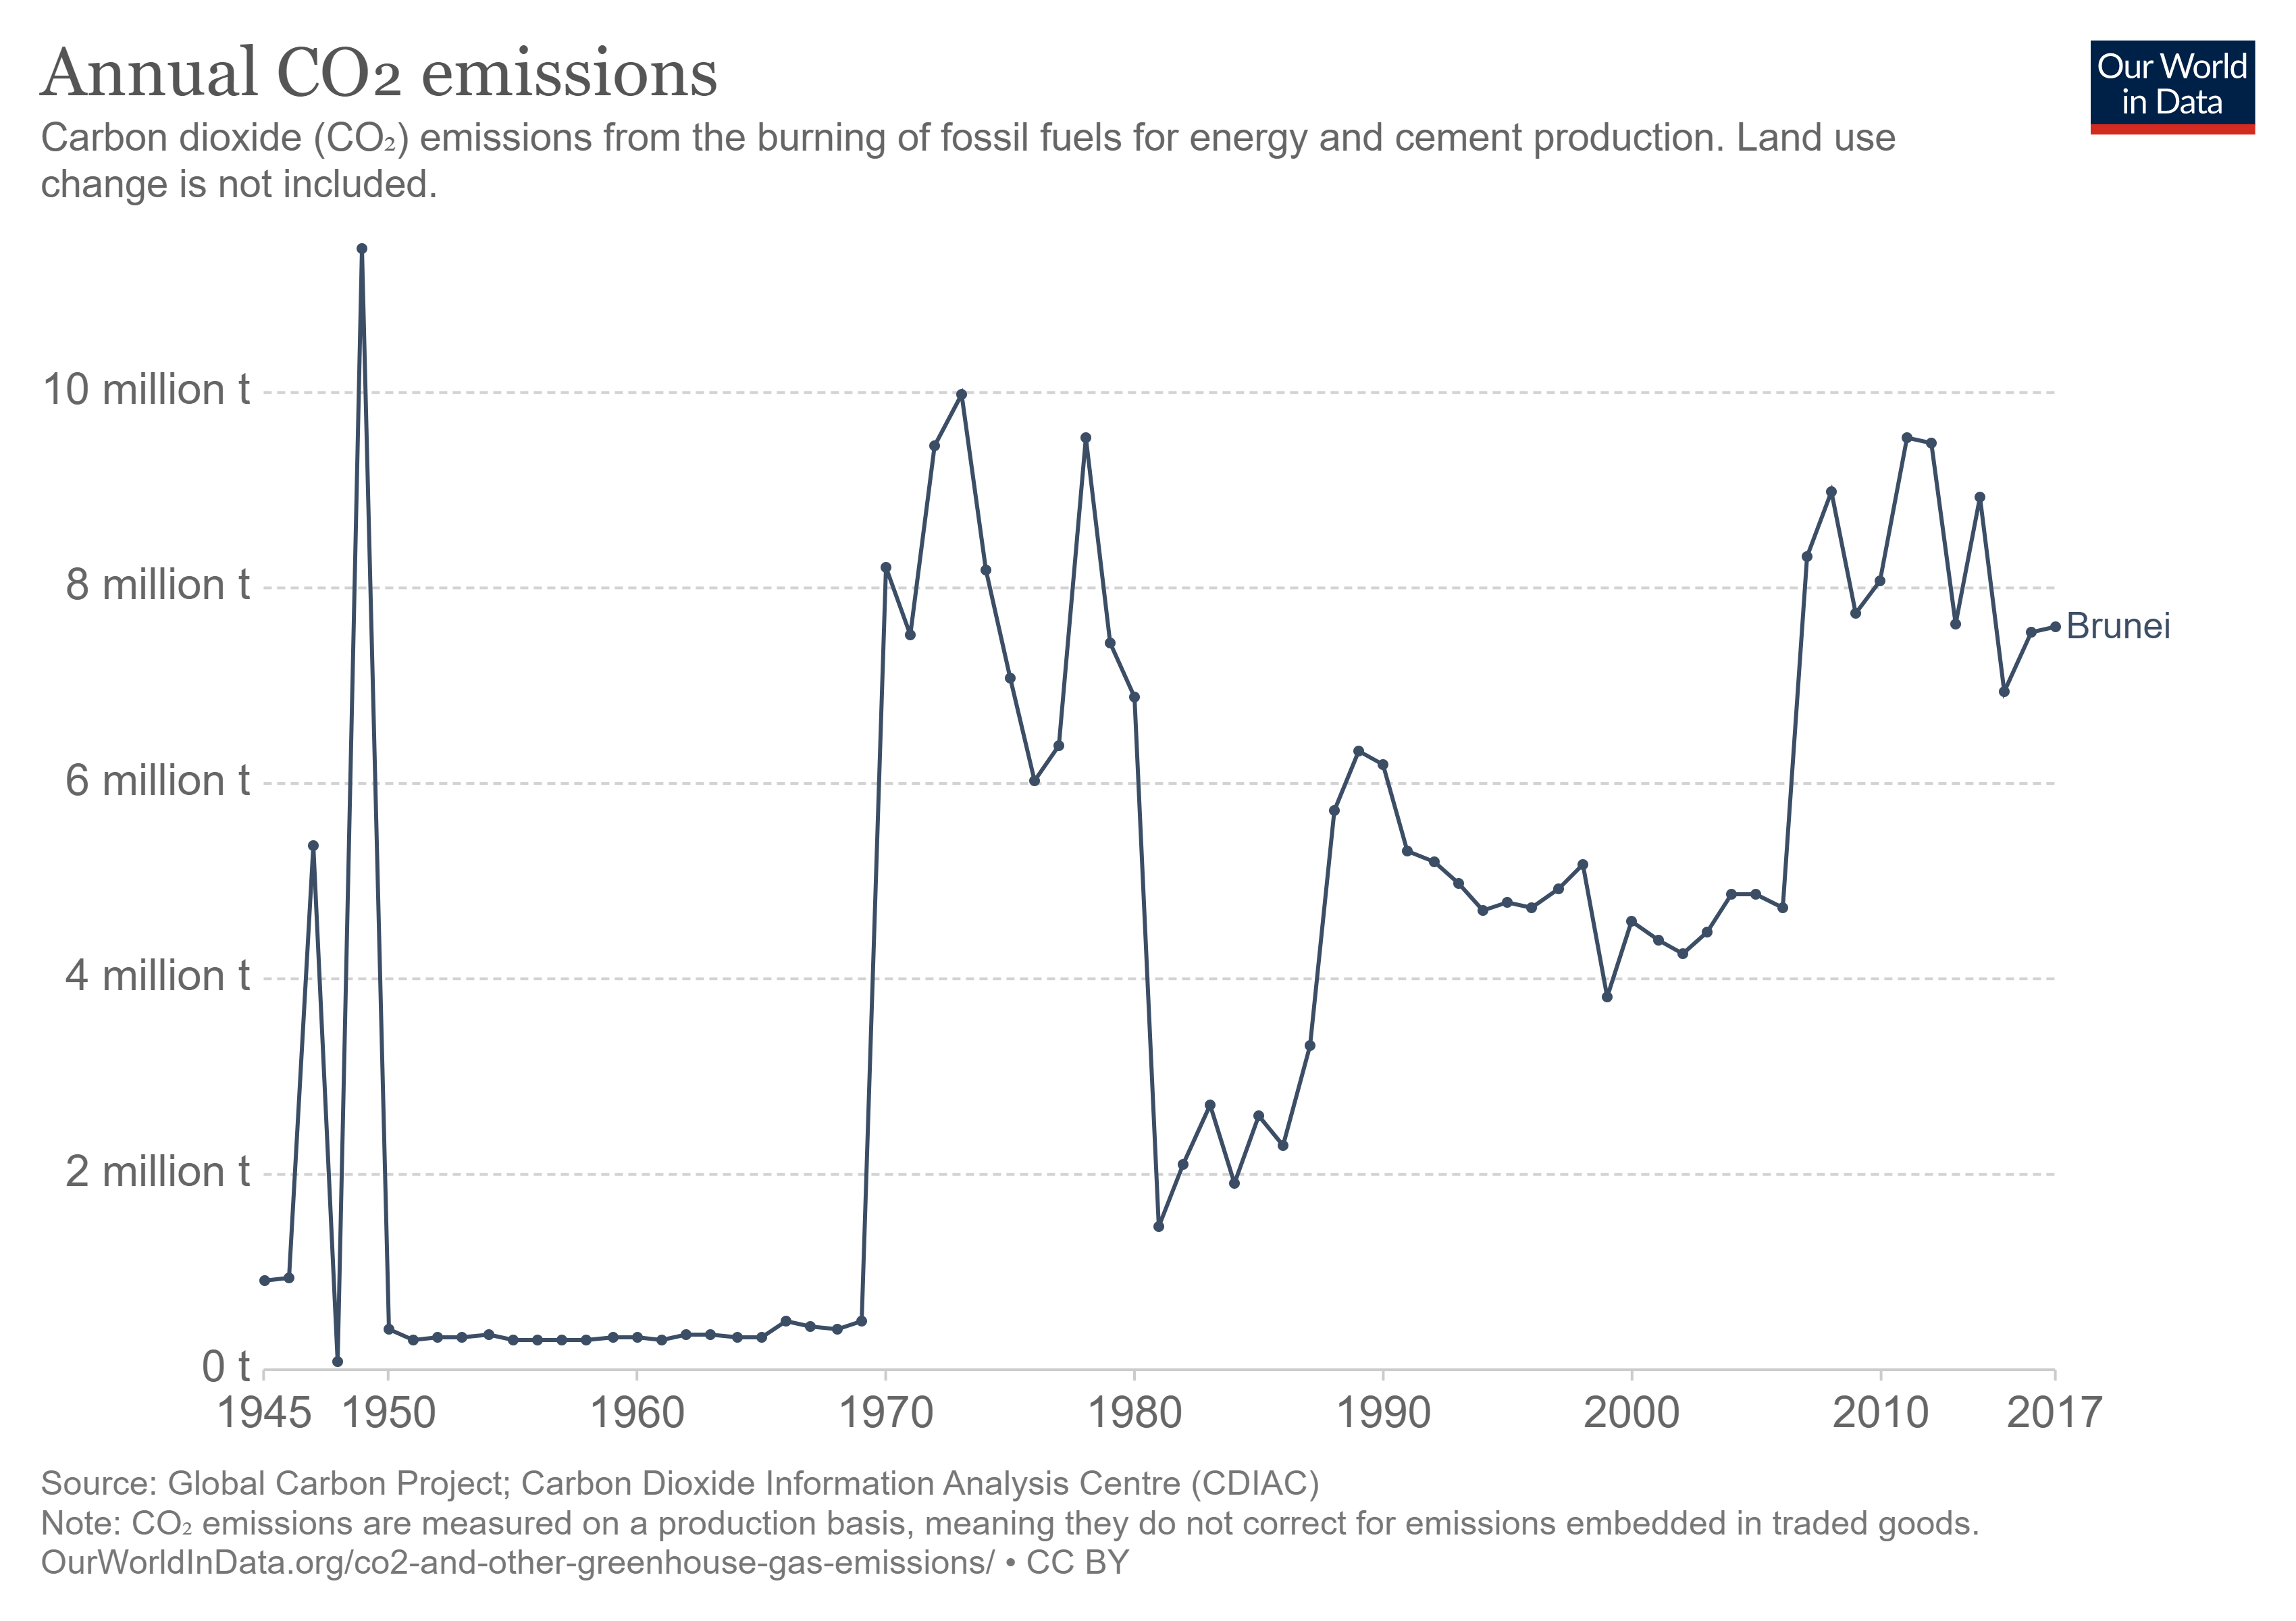 Annual CO2 emissions
Our World
in Data
Carbon dioxide (CO₂) emissions from the burning of fossil fuels for energy and cement production. Land use
change is not included.
10 million t
8 million t
Brunei
6 million t
4 million t
2 million t
0 t
1945 1950 1960 1970 1980 1990 2000 2010 2017
Source: Global Carbon Project; Carbon Dioxide Information Analysis Centre (CDIAC)
Note: CO₂ emissions are measured on a production basis, meaning they do not correct for emissions embedded in traded goods.
OurWorldInData.org/co2-and-other-greenhouse-gas-emissions/ • CC BY